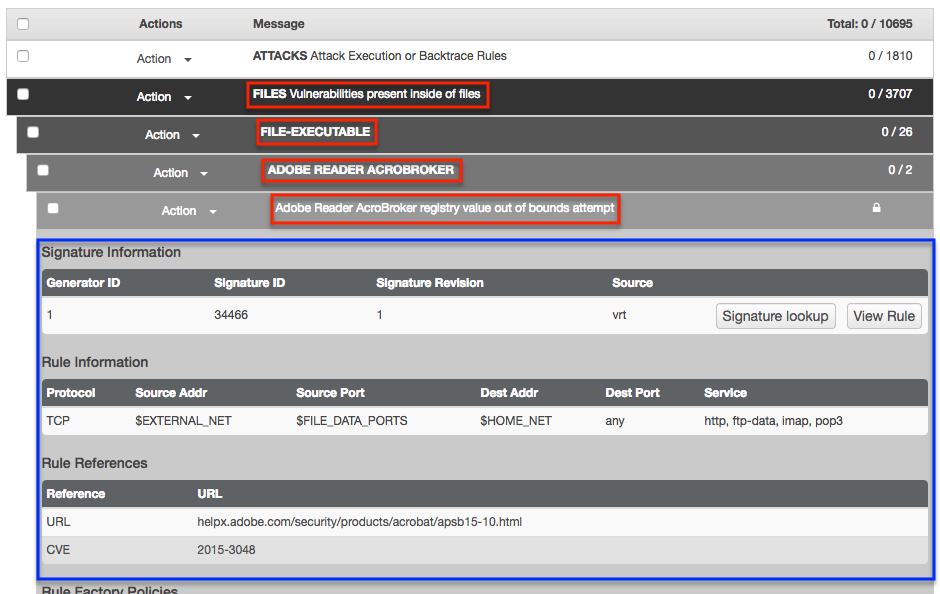 Actions Message Total: 0 / 10695
Action ATTACKS Attack Execution or Backtrace Rules 0 / 1810
Action FILES Vulnerabilities present inside of files 0 / 3707
Action FILE-EXECUTABLE 0 / 26
Action ADOBE READER ACROBROKER 0 / 2
Action Adobe Reader AcroBroker registry value out of bounds attempt
Signature Information
Generator ID Signature ID Signature Revision Source
1 34466 1 vrt Signature lookup View Rule
Rule Information
Protocol Source Addr Source Port Dest Addr Dest Port Service
TCP $EXTERNAL_NET $FILE_DATA_PORTS $HOME_NET any http, ftp-data, imap, pop3
Rule References
Reference URL
URL helpx.adobe.com/security/products/acrobat/apsb15-10.html
CVE 2015-3048
Rule Factory Policies